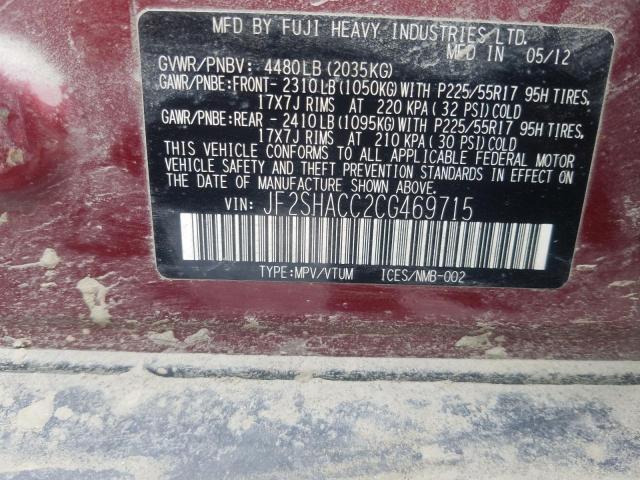 MFD BY FUJI HEAVY INDUSTRIES LTD.
MFD IN 05/12
GVWR/PNBV: 4480LB(2035KG)
GAWR/PNBE:FRONT- 2310LB(1050KG)WITH P225/55R17 95H TIRES,
17X7J RIMS AT 220 KPA(32 PSI)COLD
GAWR/PNBE:REAR - 2410LB(1095KG)WITH P225/55R17 95H TIRES,
17X7J RIMS AT 210 KPA(30 PSI)COLD
THIS VEHICLE CONFORMS TO ALL APPLICABLE FEDERAL MOTOR
VEHICLE SAFETY AND THEFT PREVENTION STANDARDS IN EFFECT
ON THE DATE OF MANUFACTURE SHOWN ABOVE.
VIN: JF2SHACC2CG469715
TYPE:MPV/VTUM ICES/NMB-002